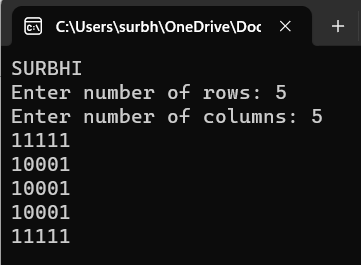 C:\Users\surbh\OneDrive\Doc
SURBHI
Enter number of rows: 5
Enter number of columns: 5
11111
10001
10001
10001
11111